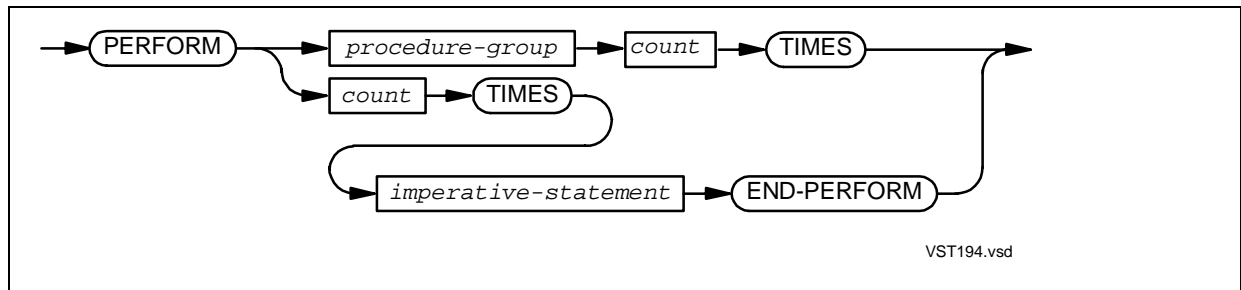 PERFORM procedure-group count TIMES
count TIMES
imperative-statement END-PERFORM
VST194.vsd